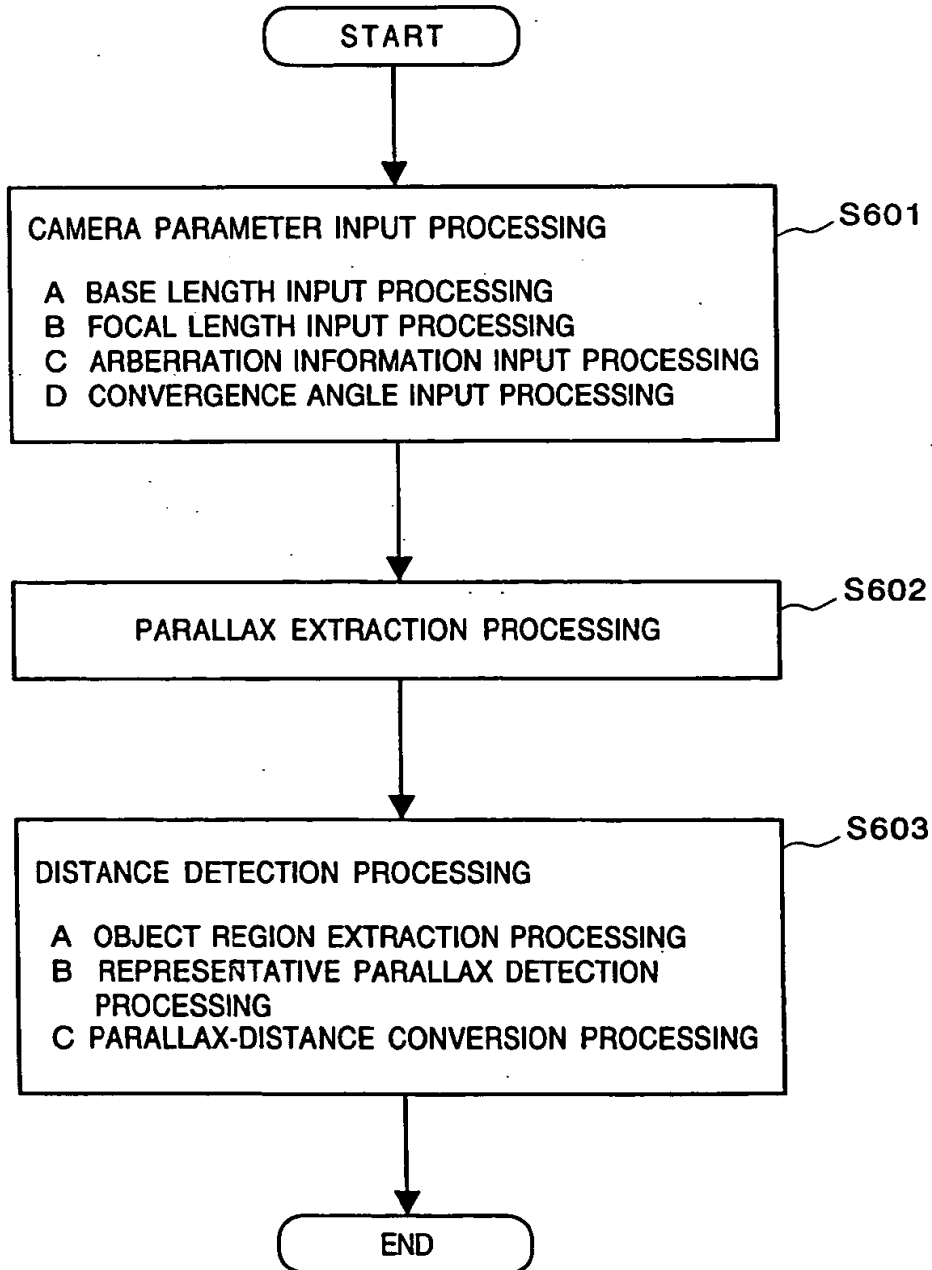 START
S601
CAMERA PARAMETER INPUT PROCESSING
A BASE LENGTH INPUT PROCESSING
B FOCAL LENGTH INPUT PROCESSING
C ARBERRATION INFORMATION INPUT PROCESSING
D CONVERGENCE ANGLE INPUT PROCESSING
S602
PARALLAX EXTRACTION PROCESSING
S603
DISTANCE DETECTION PROCESSING
A OBJECT REGION EXTRACTION PROCESSING
B REPRESENTATIVE PARALLAX DETECTION
PROCESSING
C PARALLAX-DISTANCE CONVERSION PROCESSING
END